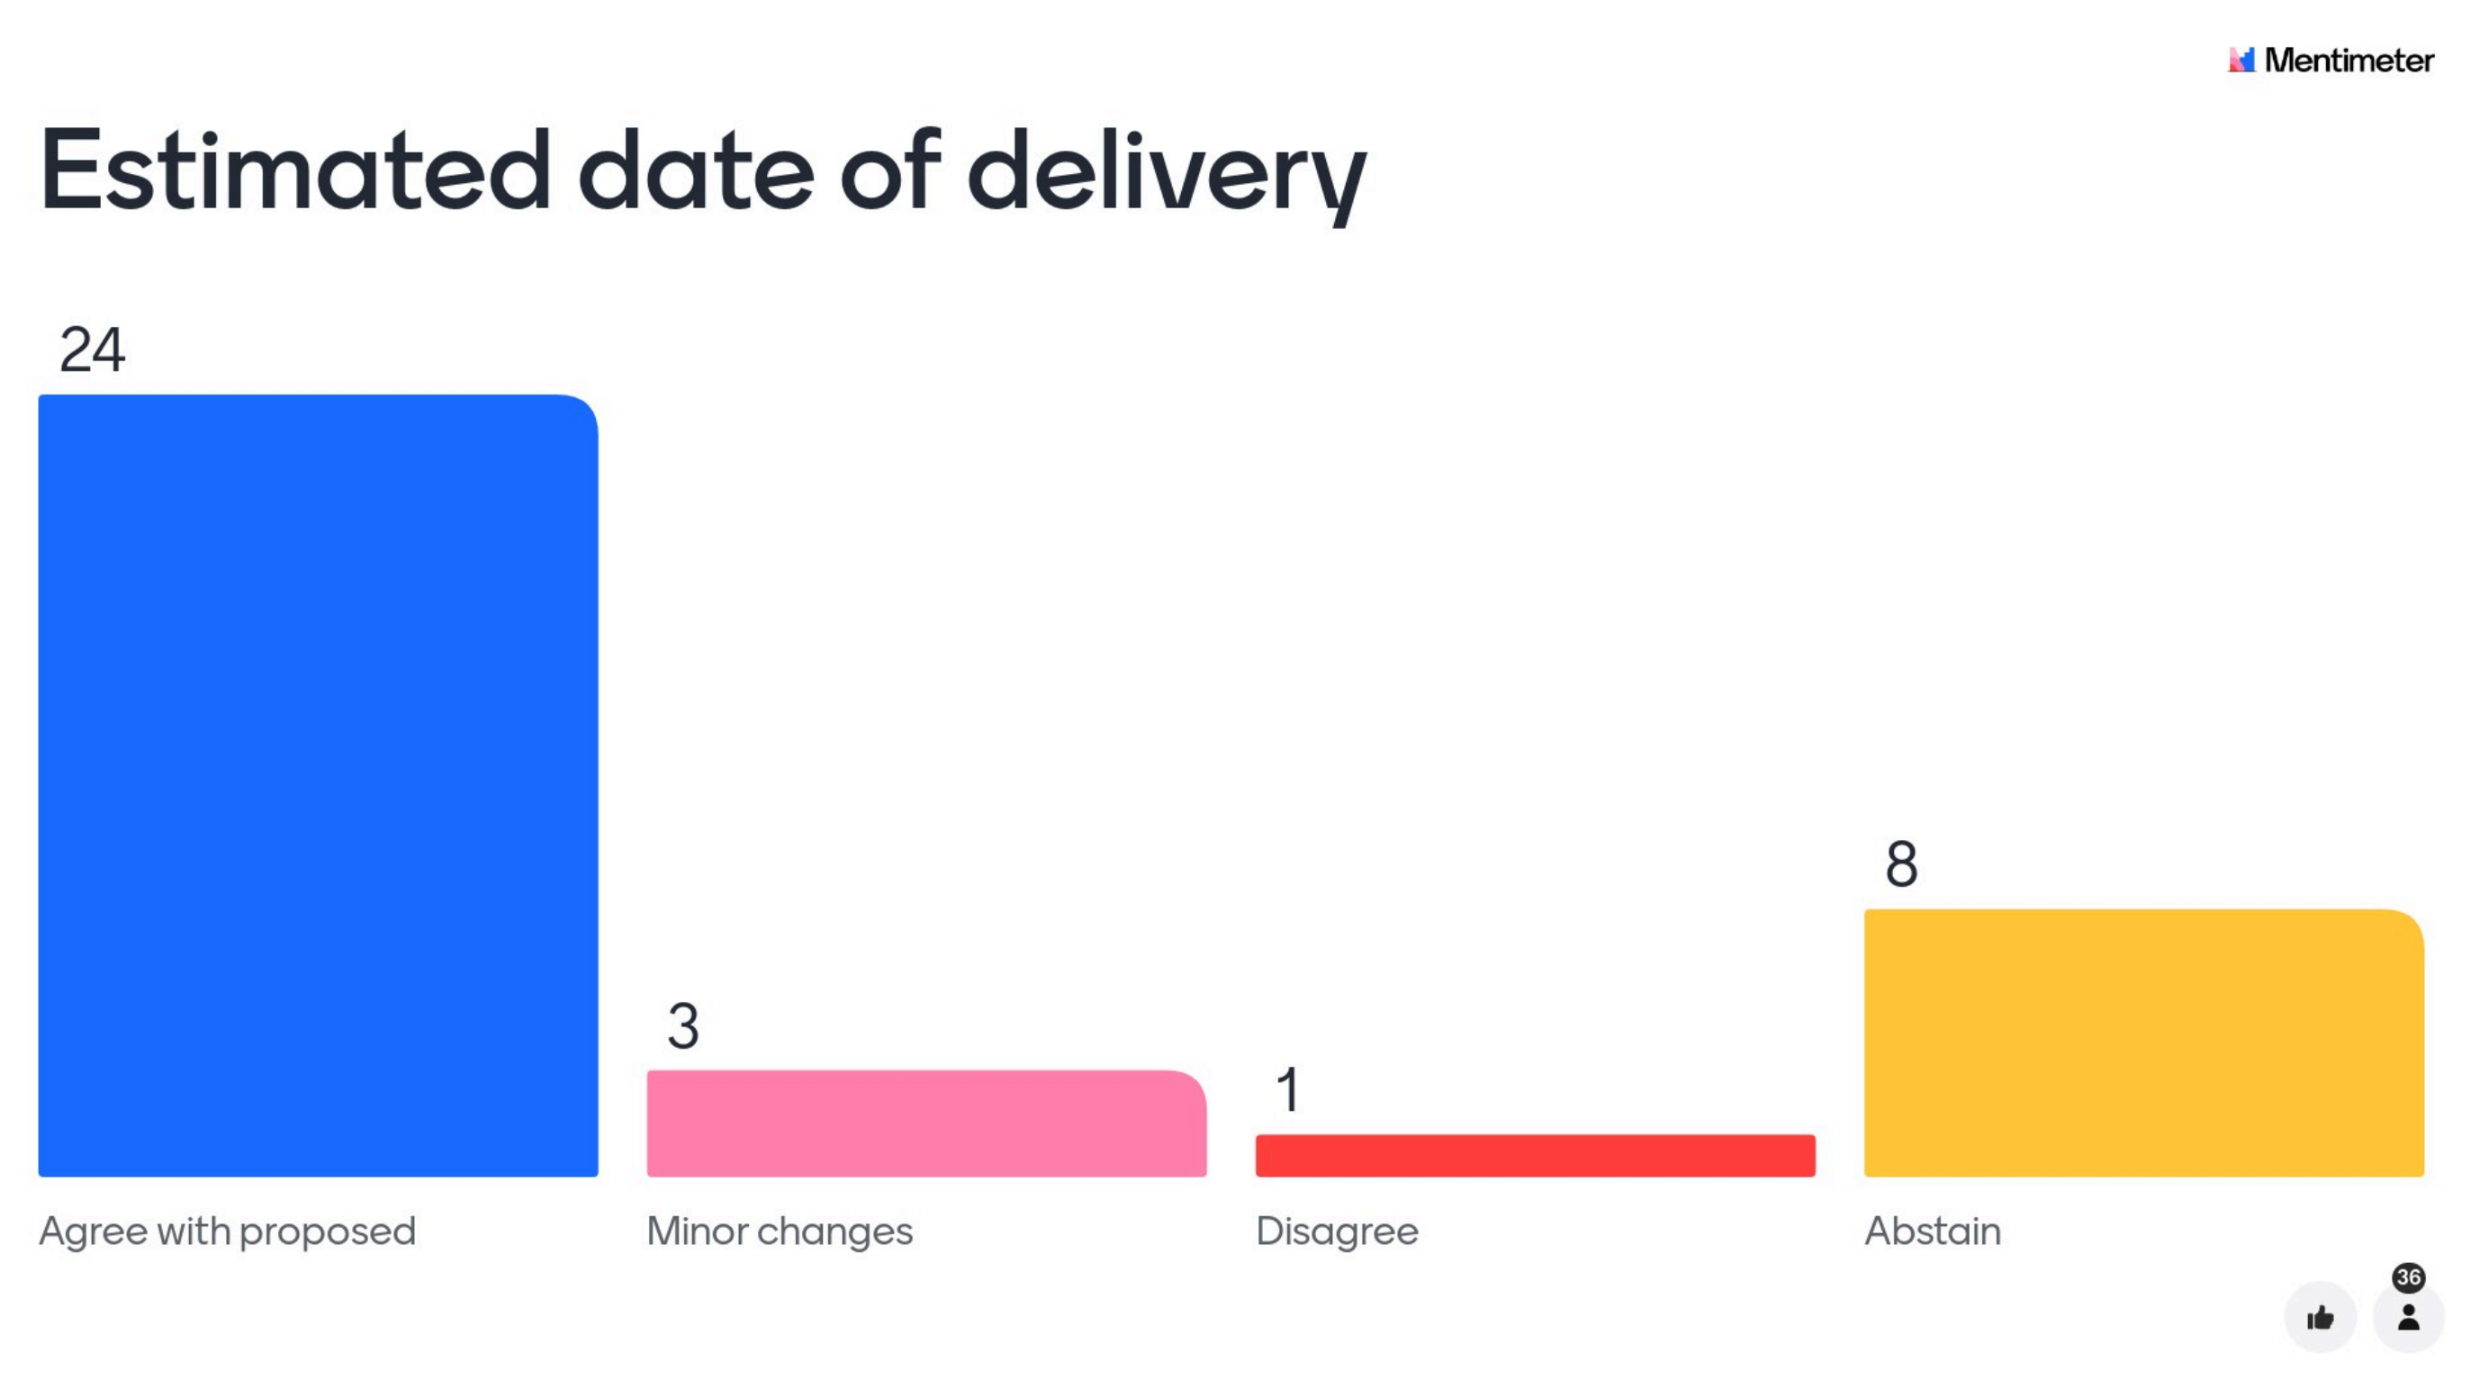 Mentimeter
Estimated date of delivery
24
3
1
8
Agree with proposed
Minor changes
Disagree
Abstain
36